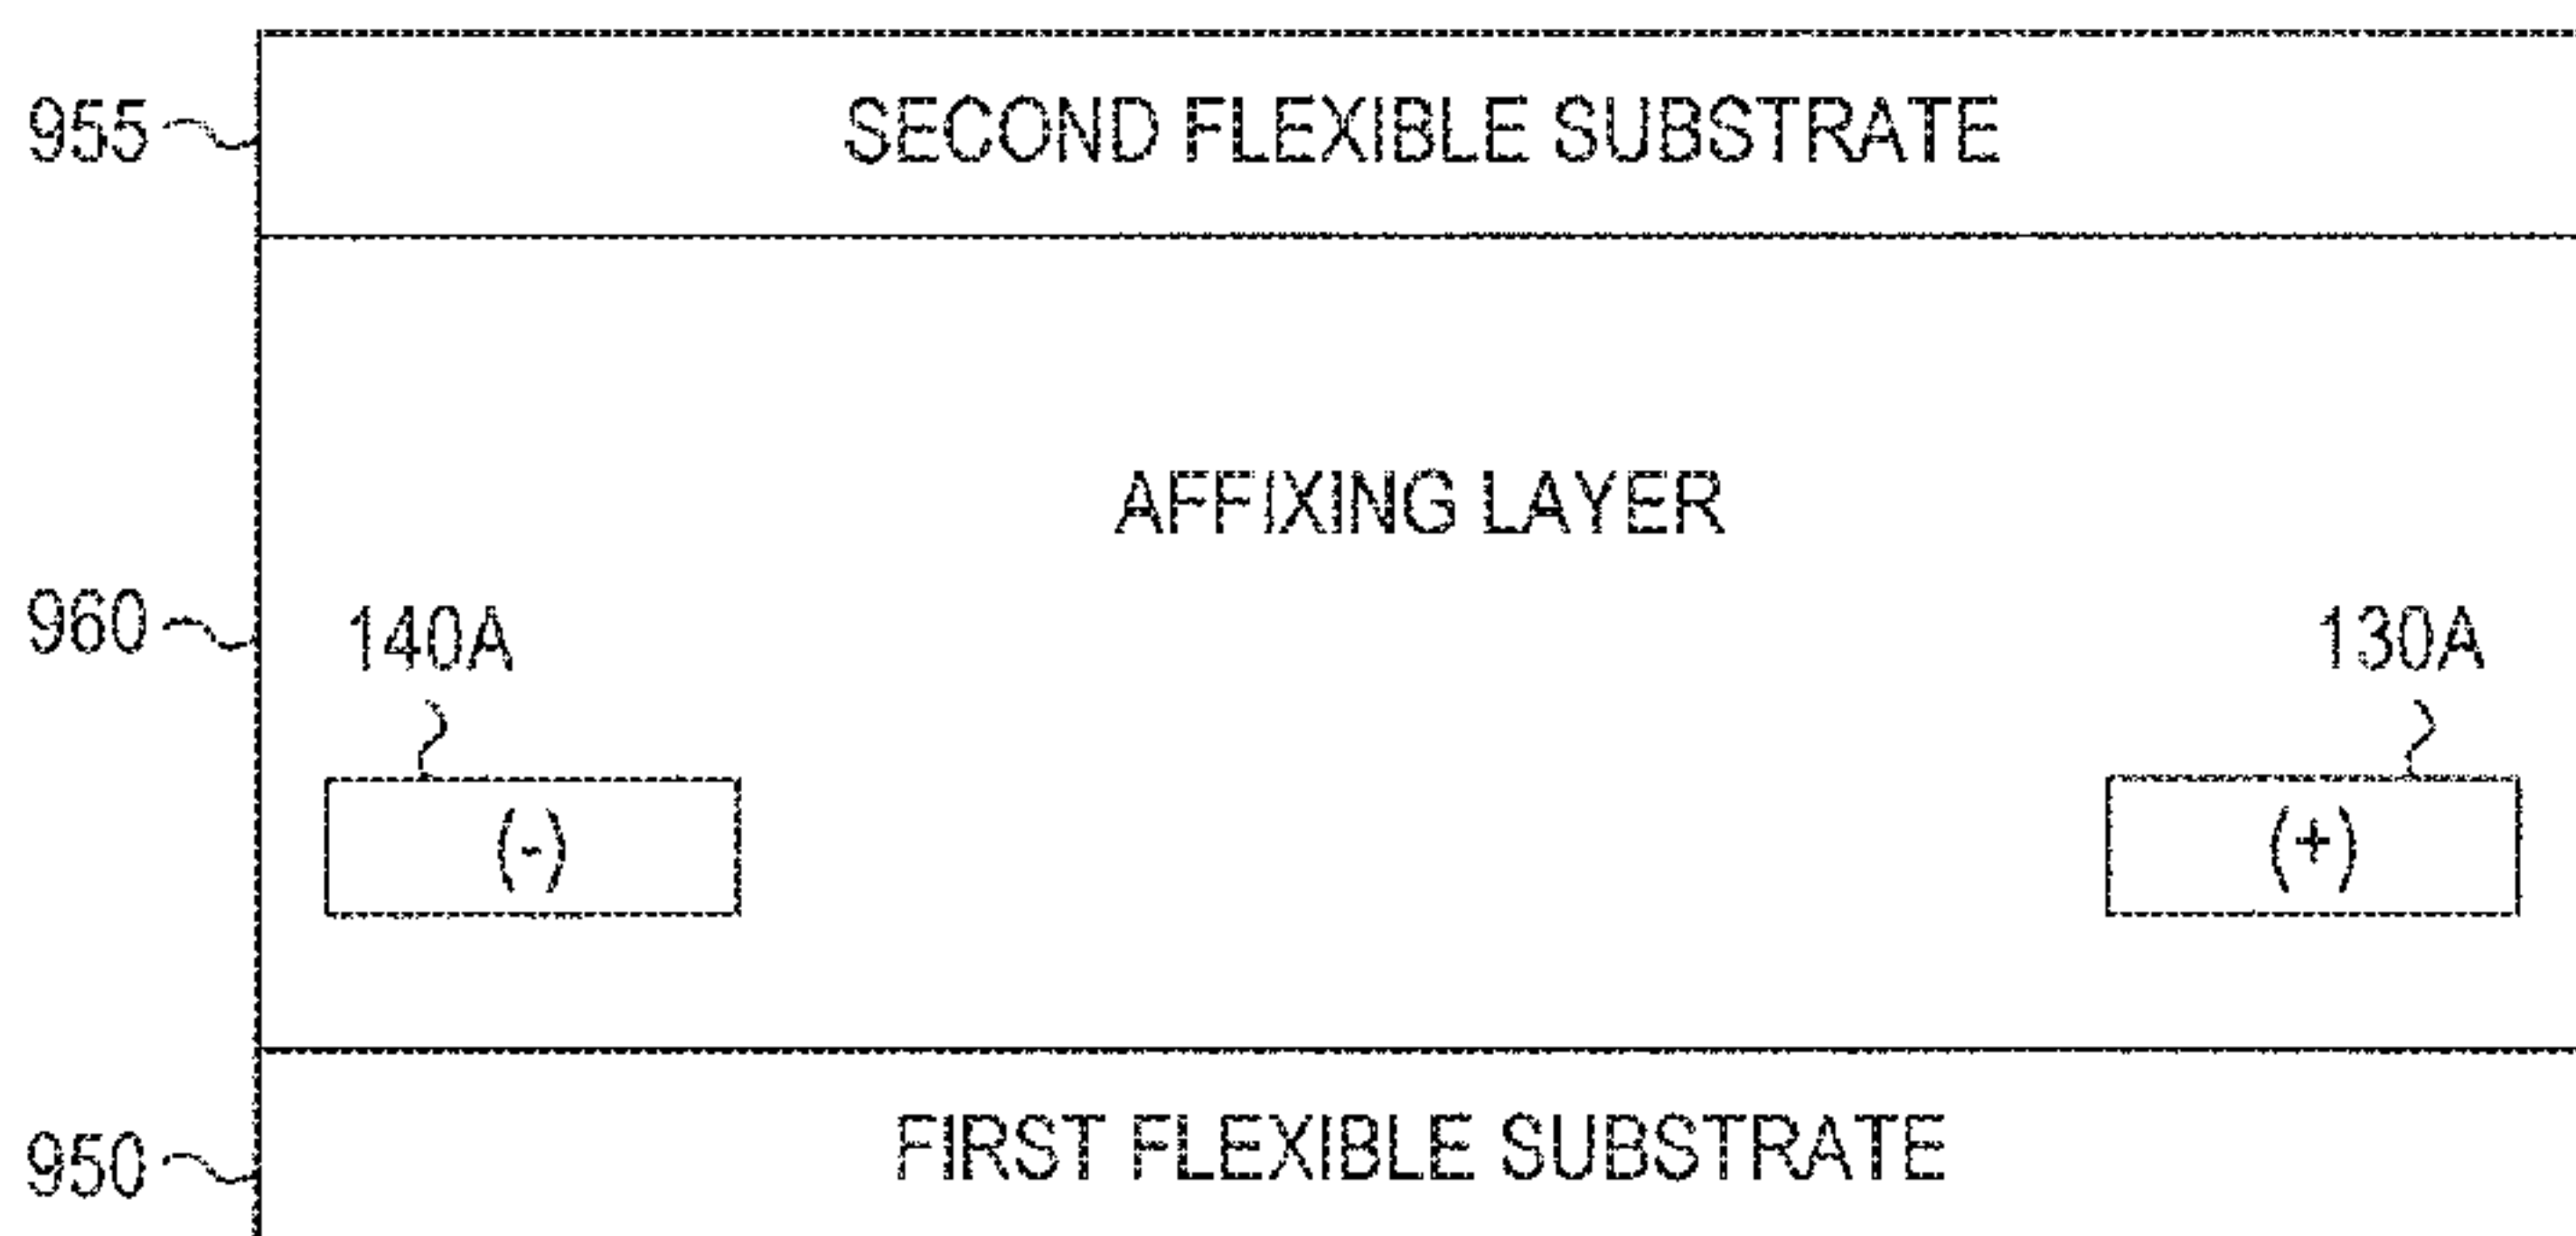 955
SECOND FLEXIBLE SUBSTRATE
AFFIXING LAYER
960
140A
130A
(-)
(+)
950
FIRST FLEXIBLE SUBSTRATE